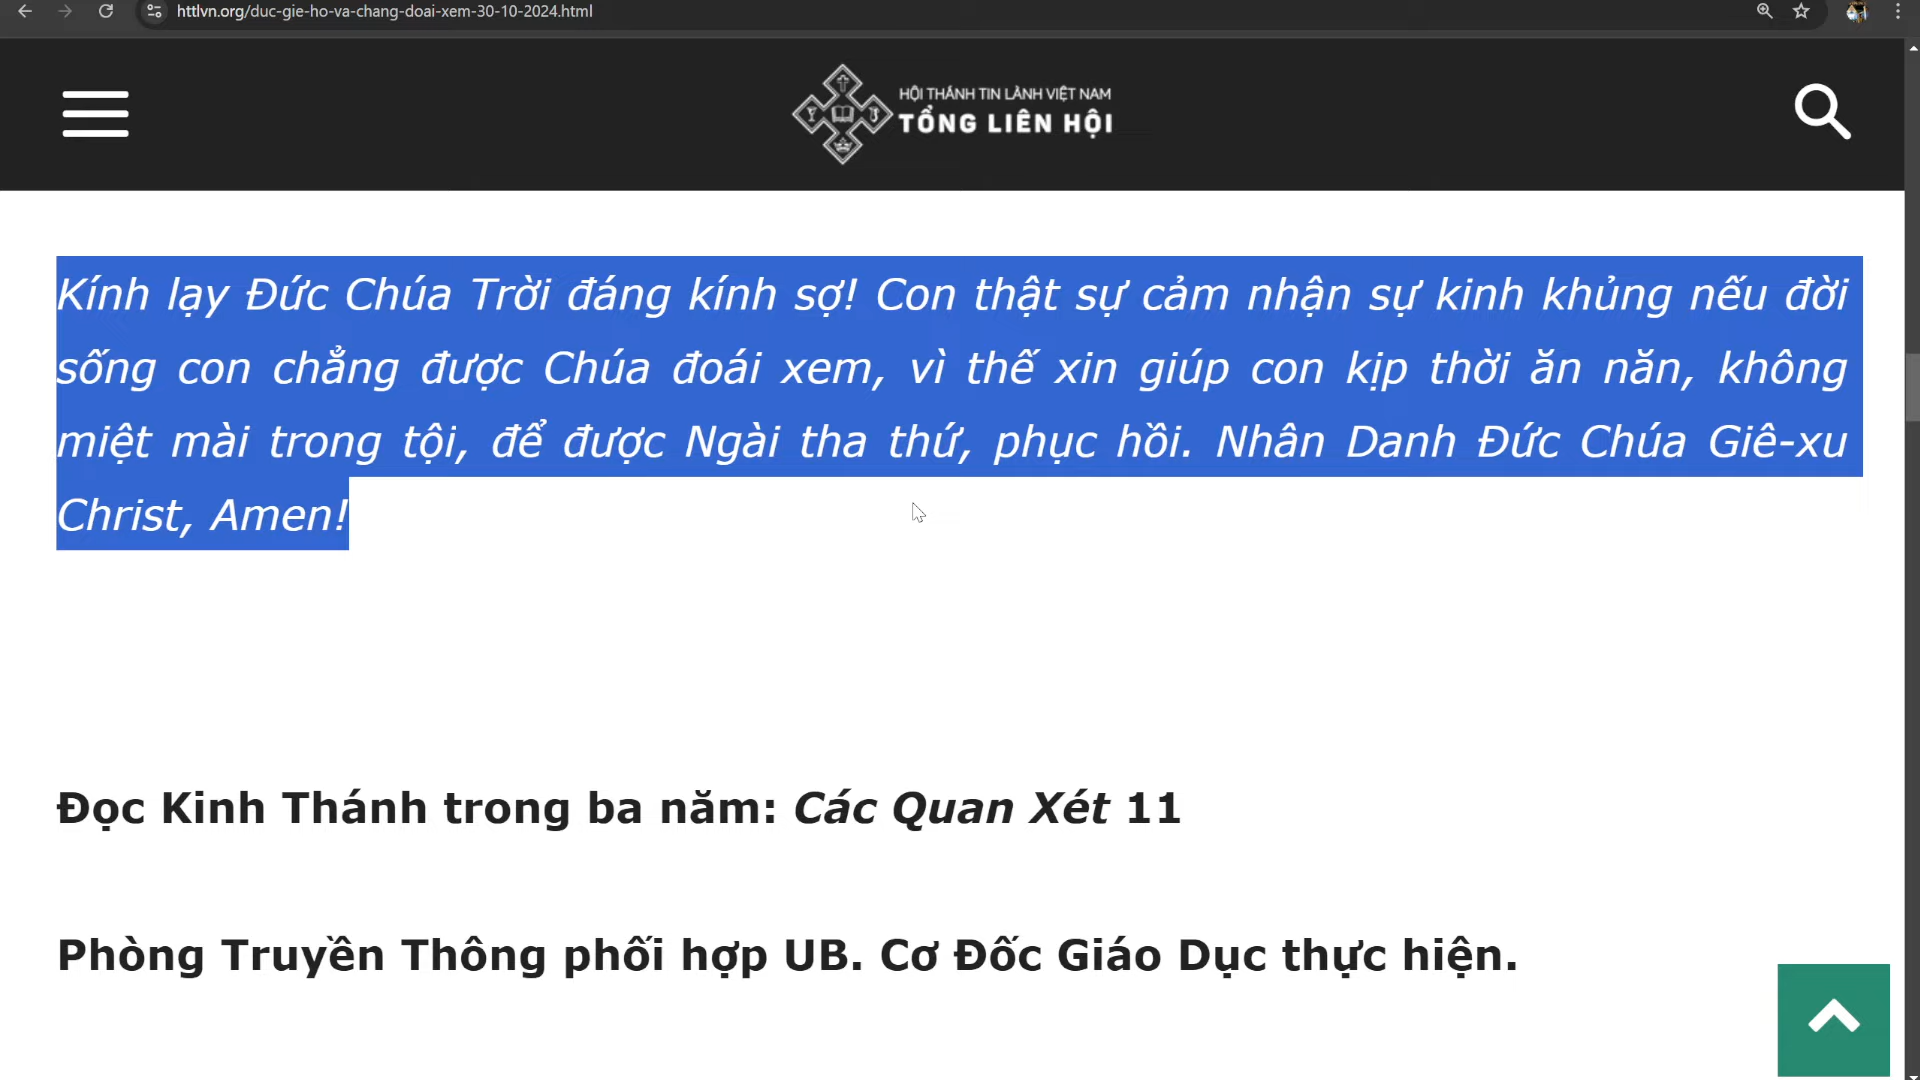 httlvn.org/duc-gie-ho-va-chang-doai-xem-30-10-2024.html
HỘI THÁNH TIN LÀNH VIỆT NAM
TỔNG LIÊN HỘI
Kính lạy Đức Chúa Trời đáng kính sợ! Con thật sự cảm nhận sự kinh khủng nếu đời
sống con chẳng được Chúa đoái xem, vì thế xin giúp con kịp thời ăn năn, không
miệt mài trong tội, để được Ngài tha thứ, phục hồi. Nhân Danh Đức Chúa Giê-xu
Christ, Amen!
Đọc Kinh Thánh trong ba năm: Các Quan Xét 11
Phòng Truyền Thông phối hợp UB. Cơ Đốc Giáo Dục thực hiện.